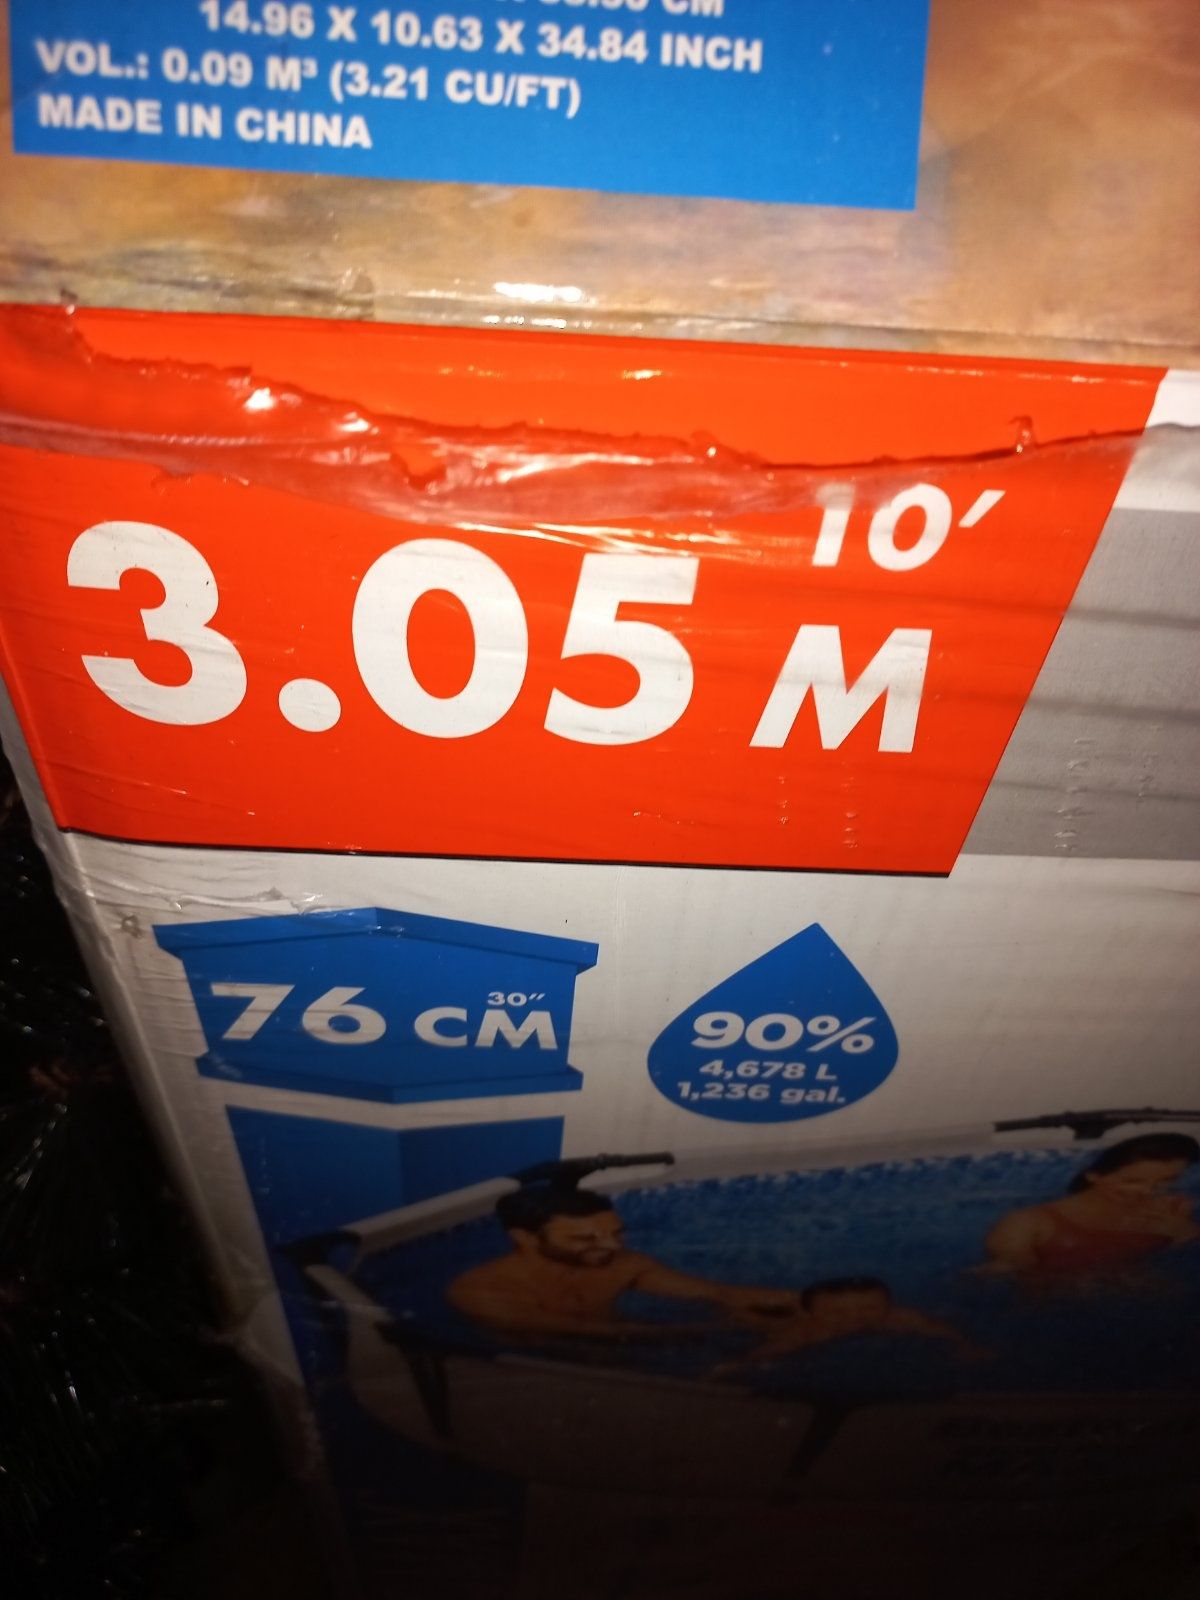 CM
14.96 X 10.63 X 34.84 INCH
VOL.: 0.09 M³ (3.21 CU/FT)
MADE IN CHINA
10′
3.05 M
30″
76 CM
90%
4,678 L
1,236 gal.